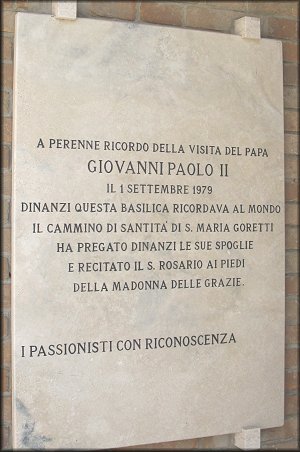 A PERENNE RICORDO DELLA VISITA DEL PAPA
GIOVANNI PAOLO II
IL 1 SETTEMBRE 1979
DINANZI QUESTA BASILICA RICORDAVA AL MONDO
IL CAMMINO DI SANTITA' DI S. MARIA GORETTI
HA PREGATO DINANZI LE SUE SPOGLIE
E RECITATO IL S. ROSARIO AI PIEDI
DELLA MADONNA DELLE GRAZIE.
I PASSIONISTI CON RICONOSCENZA